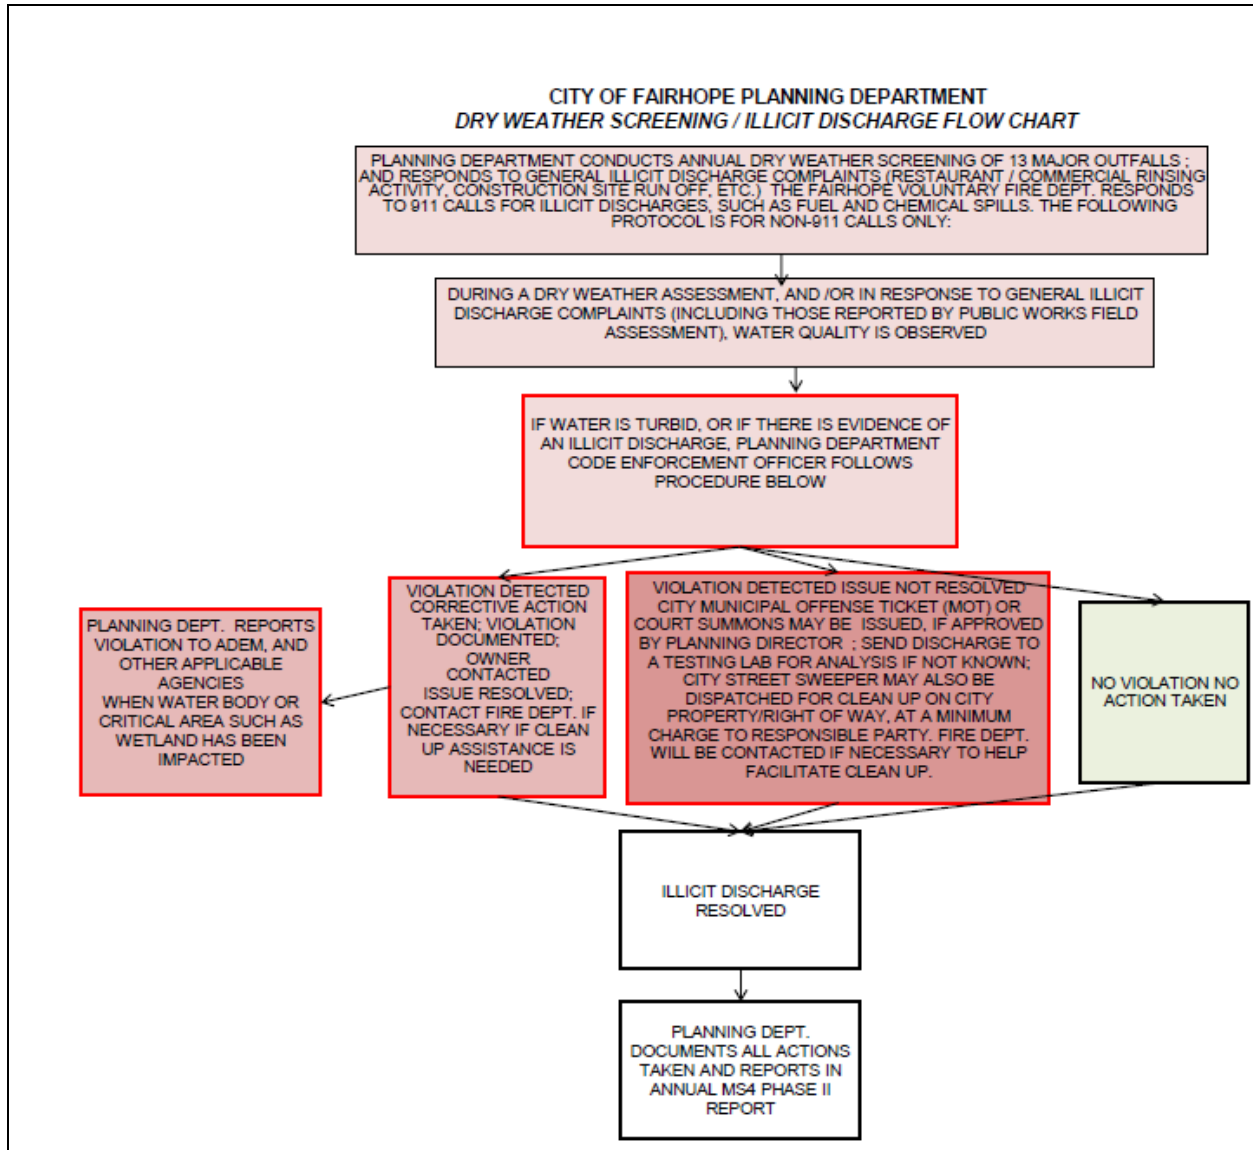 CITY OF FAIRHOPE PLANNING DEPARTMENT
DRY WEATHER SCREENING / ILLICIT DISCHARGE FLOW CHART
PLANNING DEPARTMENT CONDUCTS ANNUAL DRY WEATHER SCREENING OF 13 MAJOR OUTFALLS ;
AND RESPONDS TO GENERAL ILLICIT DISCHARGE COMPLAINTS (RESTAURANT / COMMERCIAL RINSING
ACTIVITY, CONSTRUCTION SITE RUN OFF, ETC.) THE FAIRHOPE VOLUNTARY FIRE DEPT. RESPONDS
TO 911 CALLS FOR ILLICIT DISCHARGES, SUCH AS FUEL AND CHEMICAL SPILLS. THE FOLLOWING
PROTOCOL IS FOR NON-911 CALLS ONLY:
DURING A DRY WEATHER ASSESSMENT, AND /OR IN RESPONSE TO GENERAL ILLICIT
DISCHARGE COMPLAINTS (INCLUDING THOSE REPORTED BY PUBLIC WORKS FIELD
ASSESSMENT), WATER QUALITY IS OBSERVED
IF WATER IS TURBID, OR IF THERE IS EVIDENCE OF
AN ILLICIT DISCHARGE, PLANNING DEPARTMENT
CODE ENFORCEMENT OFFICER FOLLOWS
PROCEDURE BELOW
PLANNING DEPT. REPORTS
VIOLATION TO ADEM, AND
OTHER APPLICABLE
AGENCIES
WHEN WATER BODY OR
CRITICAL AREA SUCH AS
WETLAND HAS BEEN
IMPACTED
VIOLATION DETECTED
CORRECTIVE ACTION
TAKEN; VIOLATION
DOCUMENTED;
OWNER
CONTACTED
ISSUE RESOLVED;
CONTACT FIRE DEPT. IF
NECESSARY IF CLEAN
UP ASSISTANCE IS
NEEDED
VIOLATION DETECTED ISSUE NOT RESOLVED
CITY MUNICIPAL OFFENSE TICKET (MOT) OR
COURT SUMMONS MAY BE ISSUED, IF APPROVED
BY PLANNING DIRECTOR ; SEND DISCHARGE TO
A TESTING LAB FOR ANALYSIS IF NOT KNOWN;
CITY STREET SWEEPER MAY ALSO BE
DISPATCHED FOR CLEAN UP ON CITY
PROPERTY/RIGHT OF WAY, AT A MINIMUM
CHARGE TO RESPONSIBLE PARTY. FIRE DEPT.
WILL BE CONTACTED IF NECESSARY TO HELP
FACILITATE CLEAN UP.
NO VIOLATION NO
ACTION TAKEN
ILLICIT DISCHARGE
RESOLVED
PLANNING DEPT.
DOCUMENTS ALL ACTIONS
TAKEN AND REPORTS IN
ANNUAL MS4 PHASE II
REPORT